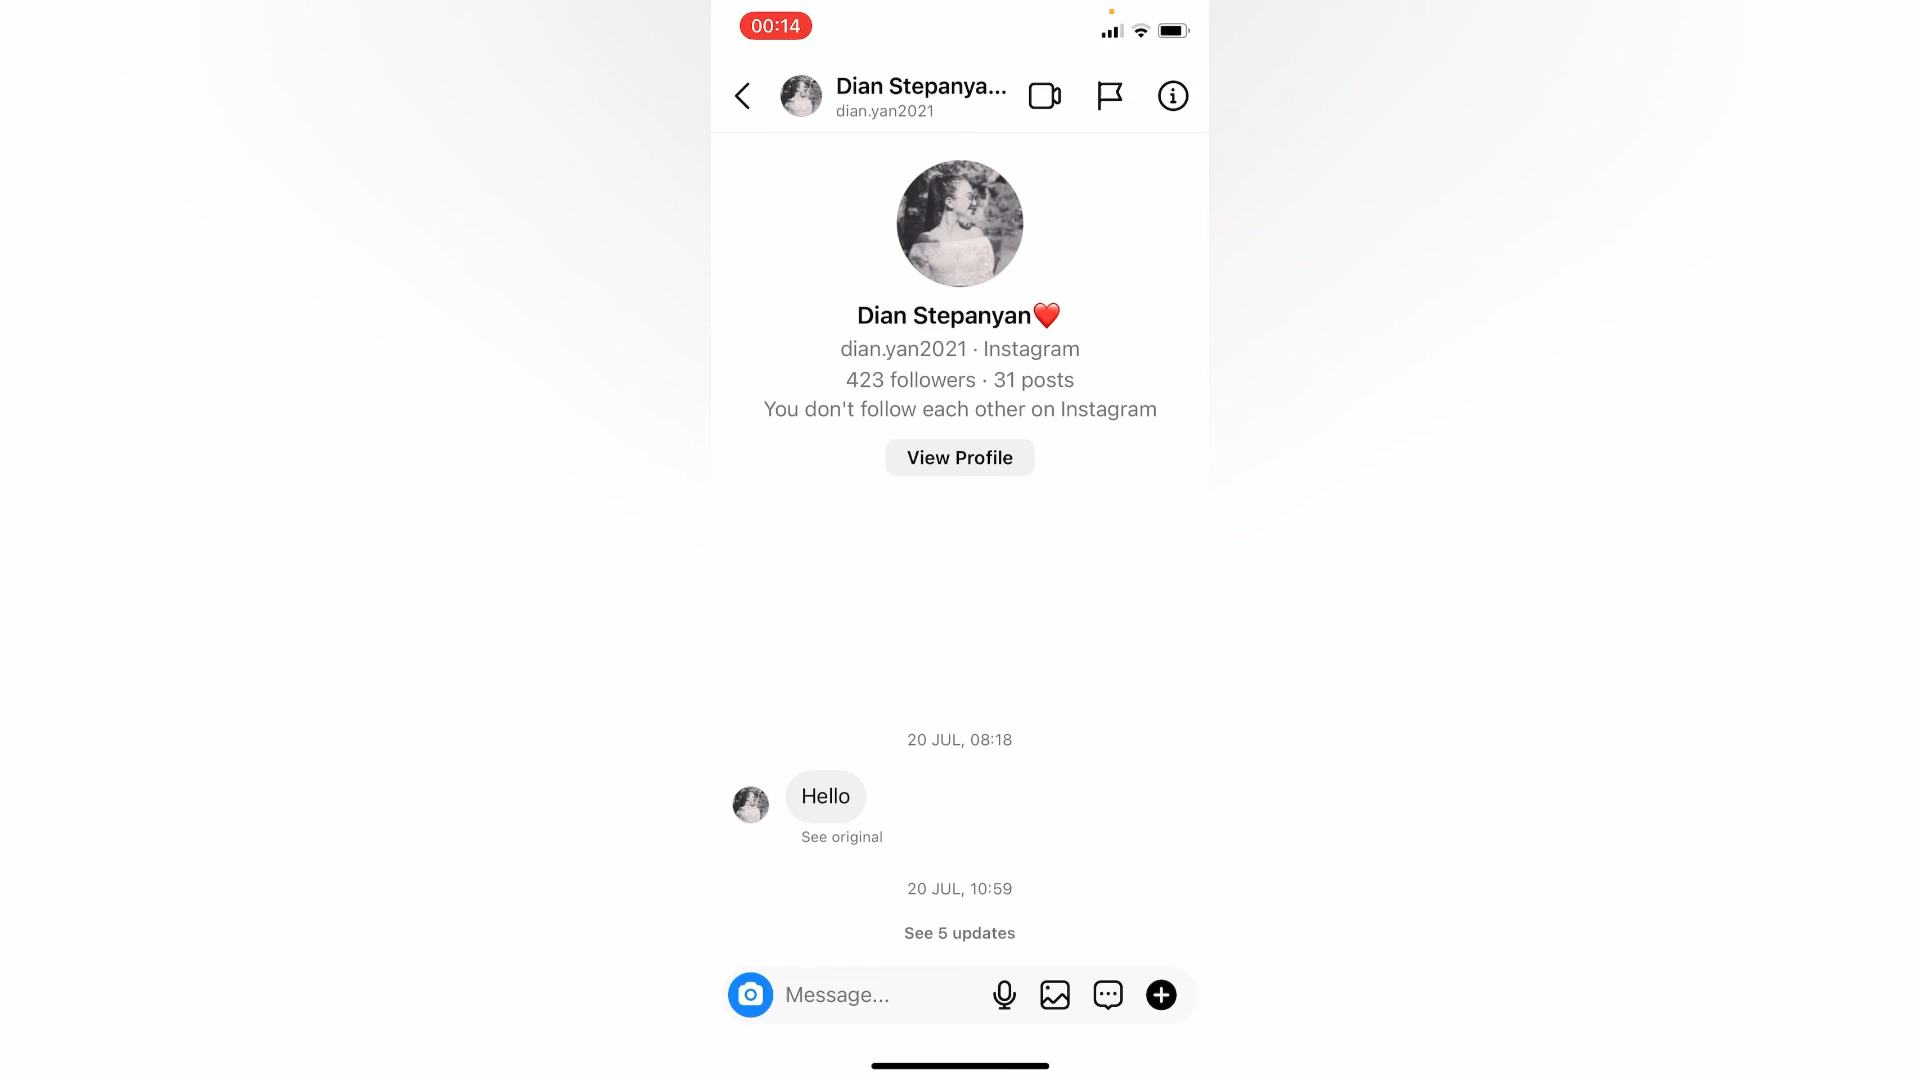 00:14
Dian Stepanya...
dian.yan2021
Dian Stepanyan❤️
dian.yan2021 · Instagram
423 followers · 31 posts
You don't follow each other on Instagram
View Profile
20 JUL, 08:18
Hello
See original
20 JUL, 10:59
See 5 updates
Message...